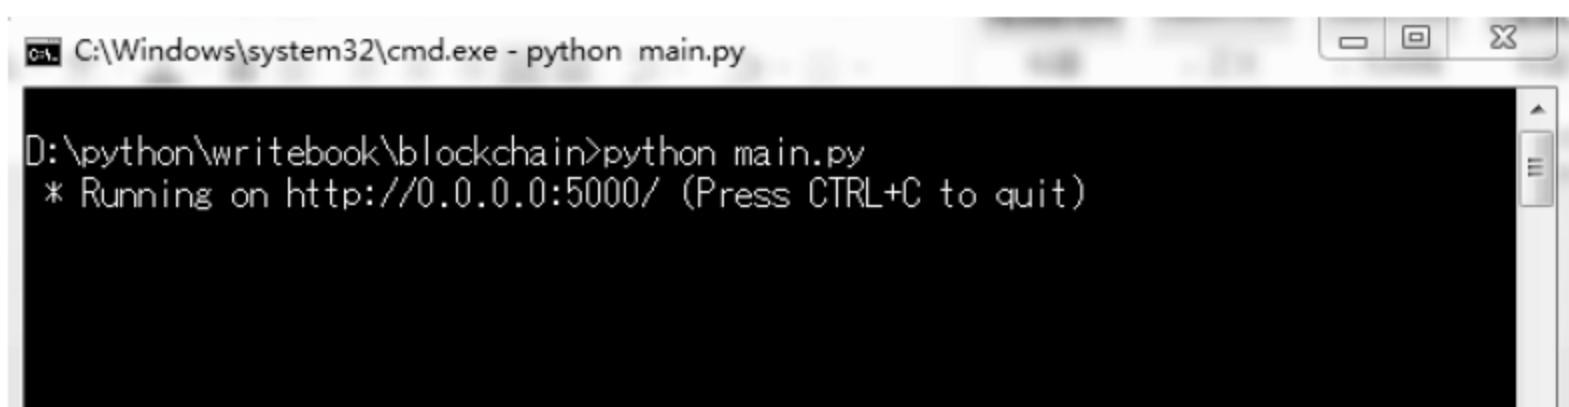 C:\Windows\system32\cmd.exe - python  main.py
D:\python\writebook\blockchain>python main.py
 * Running on http://0.0.0.0:5000/ (Press CTRL+C to quit)